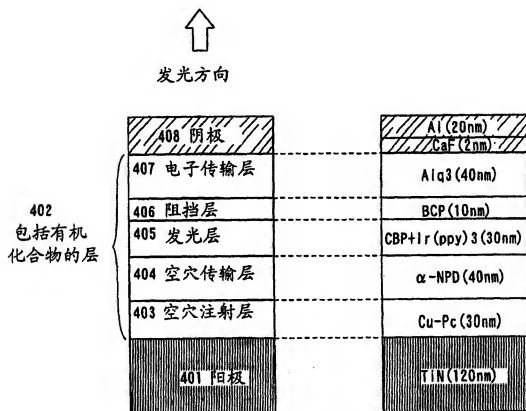 发光方向
408 阴极
407 电子传输层
406 阻挡层
405 发光层
404 空穴传输层
403 空穴注射层
401 阳极
402
包括有机
化合物的层
Al(20nm)
CaF(2nm)
Alq3(40nm)
BCP(10nm)
CBP+Ir(ppy)3(30nm)
α-NPD(40nm)
Cu-Pc(30nm)
TiN(120nm)